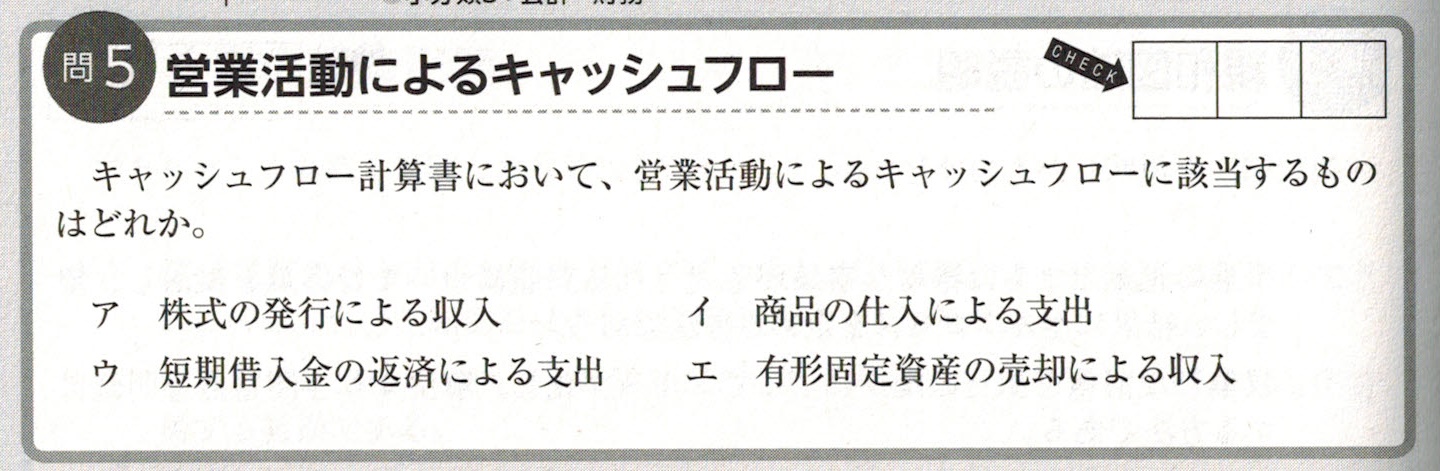 問5 営業活動によるキャッシュフロー
CHECK
キャッシュフロー計算書において、営業活動によるキャッシュフローに該当するもの
はどれか。
ア 株式の発行による収入 イ 商品の仕入による支出
ウ 短期借入金の返済による支出 エ 有形固定資産の売却による収入